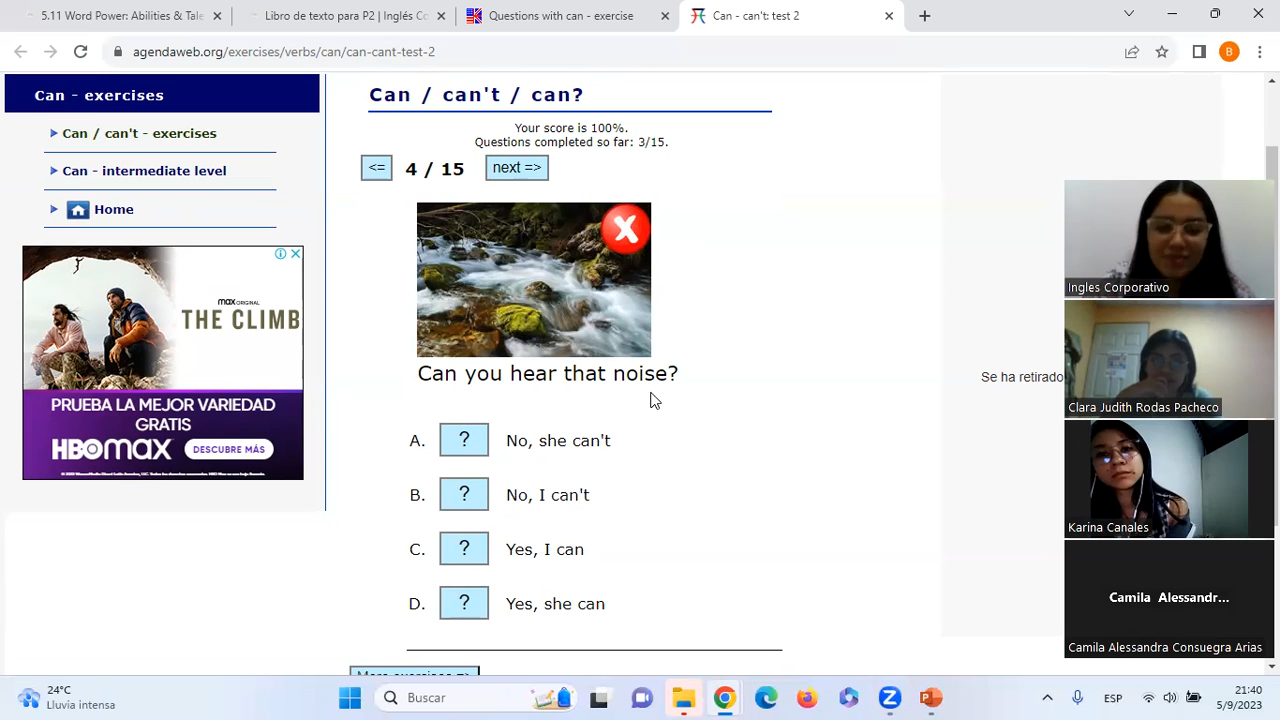 5.11 Word Power: Abilities & Tale
Libro de texto para P2 | Inglés Co
Questions with can - exercise
Can - can't: test 2
agendaweb.org/exercises/verbs/can/can-cant-test-2
B
Can - exercises
Can / can't - exercises
Can - intermediate level
Home
max ORIGINAL
THE CLIMB
PRUEBA LA MEJOR VARIEDAD
GRATIS
HBOmax
DESCUBRE MÁS
Can / can't / can?
Your score is 100%.
Questions completed so far: 3/15.
<=
4 / 15
next =>
X
Can you hear that noise?
A. ? No, she can't
B. ? No, I can't
C. ? Yes, I can
D. ? Yes, she can
More exercises =>
Se ha retirado
Ingles Corporativo
Clara Judith Rodas Pacheco
Karina Canales
Camila Alessandr...
Camila Alessandra Consuegra Arias
24°C
Lluvia intensa
Buscar
ESP
21:40
5/9/2023